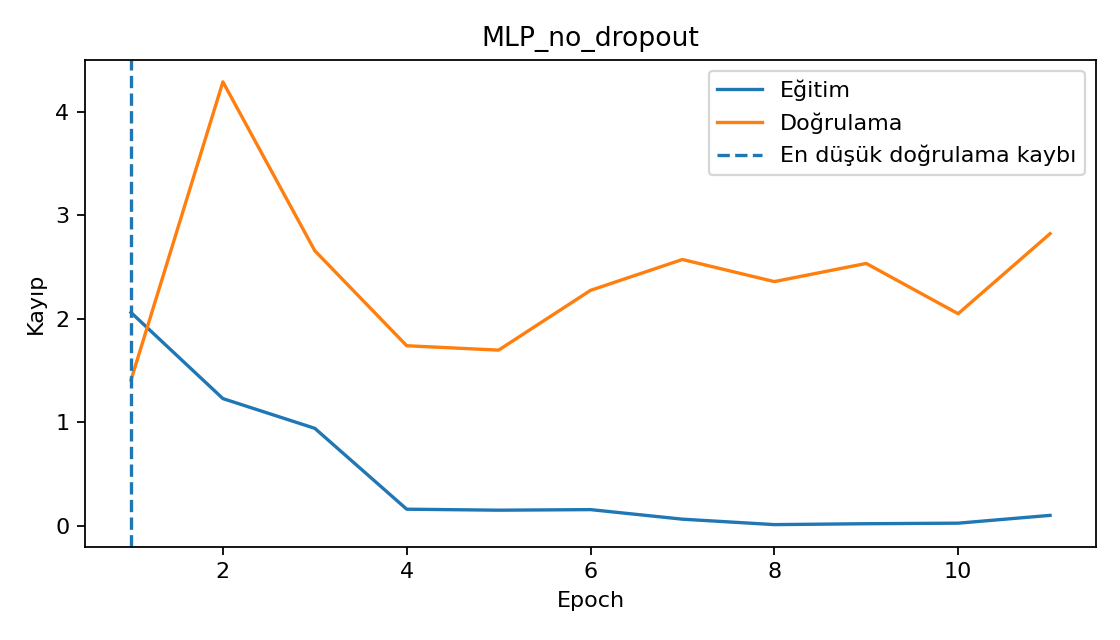 MLP_no_dropout
Eğitim
Doğrulama
En düşük doğrulama kaybı
Kayıp
4
3
2
1
0
2 4 6 8 10
Epoch